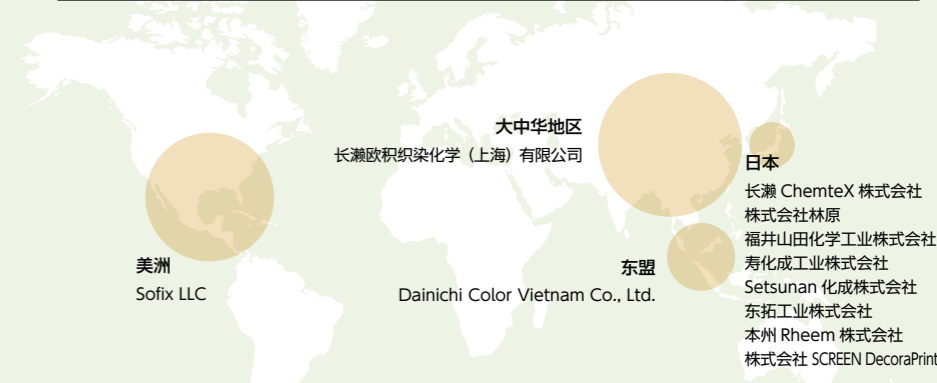 大中华地区
长濑欧积织染化学（上海）有限公司
日本
长濑 ChemteX 株式会社
株式会社林原
福井山田化学工业株式会社
寿化成工业株式会社
Setsunan 化成株式会社
东拓工业株式会社
本州 Rheem 株式会社
株式会社 SCREEN DecoraPrint
美洲
Sofix LLC
东盟
Dainichi Color Vietnam Co., Ltd.